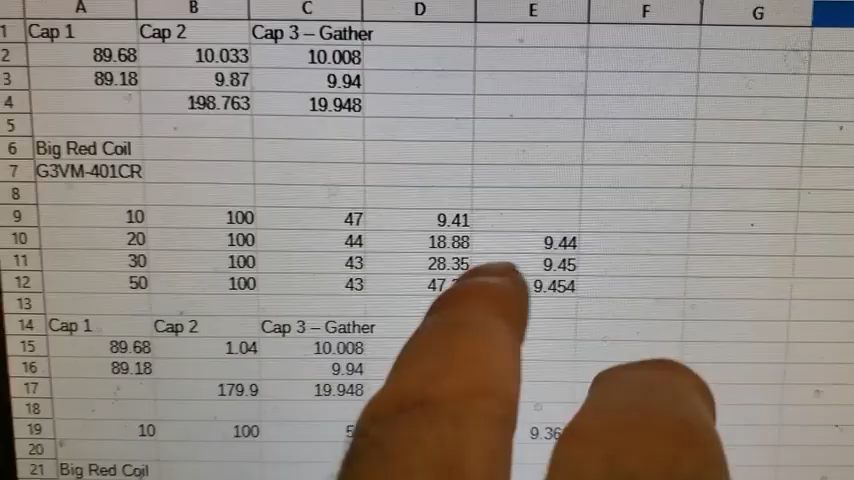 A B C D E F G
1 Cap 1 Cap 2 Cap 3 – Gather
2 89.68 10.033 10.008
3 89.18 9.87 9.94
4 198.763 19.948
5
6 Big Red Coil
7 G3VM-401CR
8
9 10 100 47 9.41
10 20 100 44 18.88 9.44
11 30 100 43 28.35 9.45
12 50 100 43 9.454
13
14 Cap 1 Cap 2 Cap 3 – Gather
15 89.68 1.04 10.008
16 89.18 9.94
17 179.9 19.948
18
19 10 100
20
21 Big Red Coil